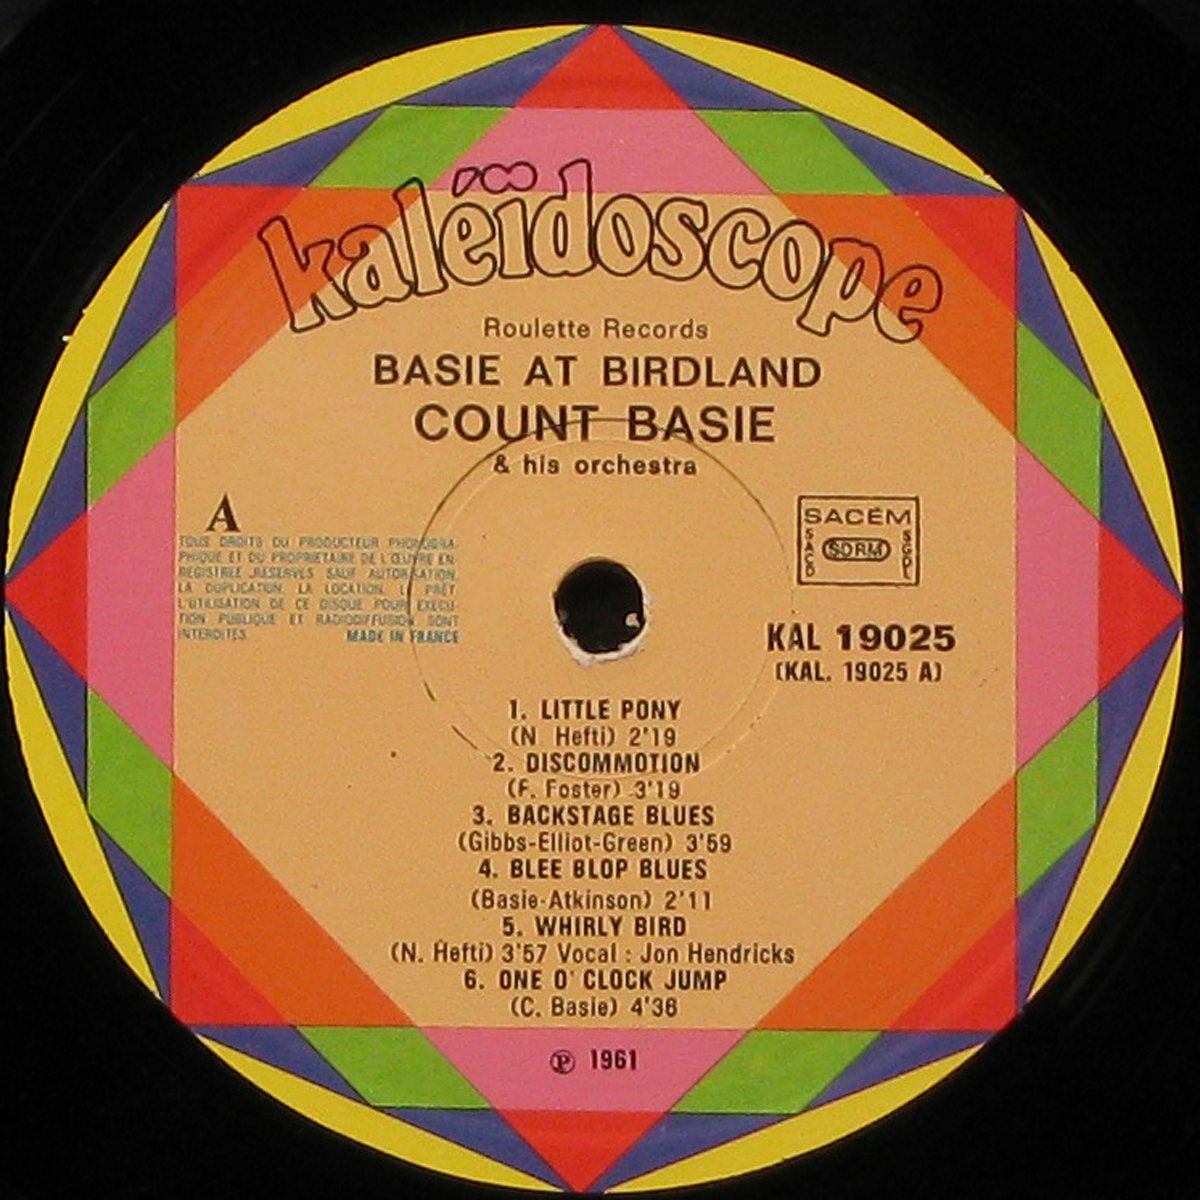 kaléïdoscope
Roulette Records
BASIE AT BIRDLAND
COUNT BASIE
& his orchestra
A
TOUS DROITS DU PRODUCTEUR PHONOGRA-
PHIQUE ET DU PROPRIETAIRE DE L'ŒUVRE EN-
REGISTREE RESERVES SAUF AUTORISATION,
LA DUPLICATION, LA LOCATION, LE PRÊT
L'UTILISATION DE CE DISQUE POUR EXECU-
TION PUBLIQUE ET RADIODIFFUSION SONT
INTERDITES. MADE IN FRANCE
SACEM
SACD SDRM SGDL
KAL 19025
(KAL. 19025 A)
1. LITTLE PONY
(N Hefti) 2'19
2. DISCOMMOTION
(F. Foster) 3'19
3. BACKSTAGE BLUES
(Gibbs-Elliot-Green) 3'59
4. BLEE BLOP BLUES
(Basie-Atkinson) 2'11
5. WHIRLY BIRD
(N. Hefti) 3'57 Vocal : Jon Hendricks
6. ONE O' CLOCK JUMP
(C. Basie) 4'36
℗ 1961